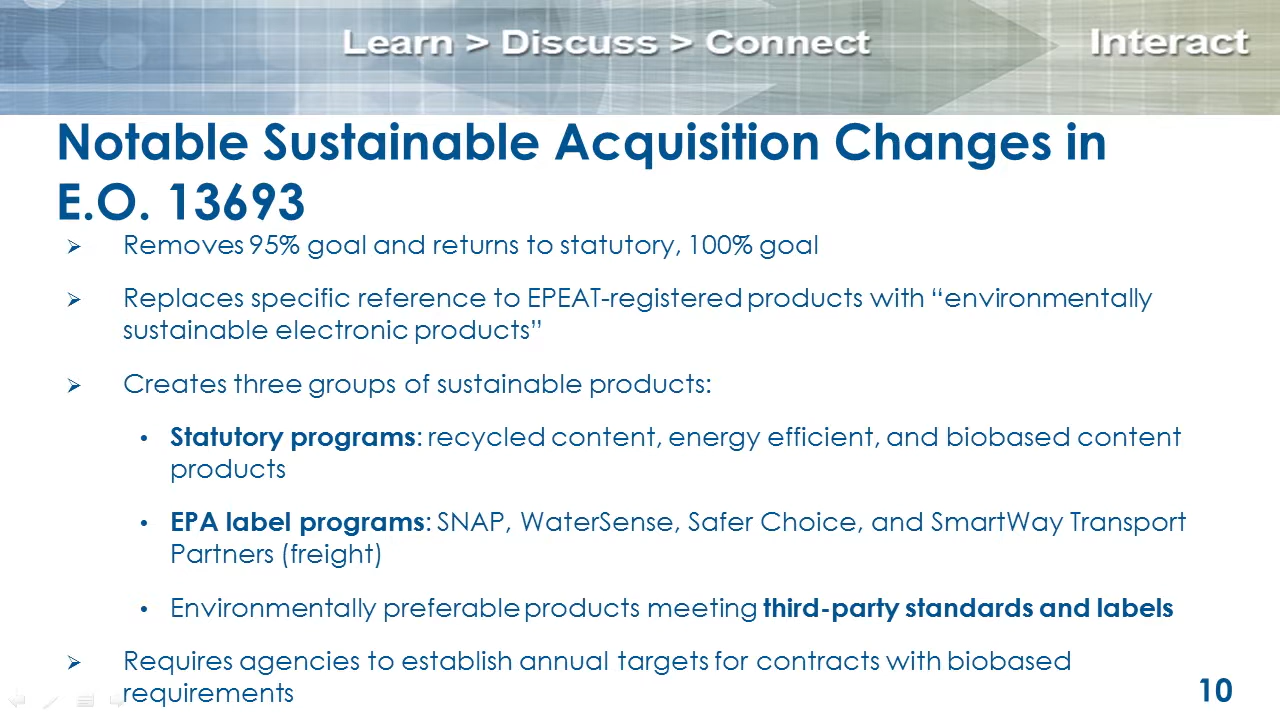 Learn > Discuss > Connect
Interact
Notable Sustainable Acquisition Changes in
E.O. 13693
➢ Removes 95% goal and returns to statutory, 100% goal
➢ Replaces specific reference to EPEAT-registered products with “environmentally
sustainable electronic products”
➢ Creates three groups of sustainable products:
• Statutory programs: recycled content, energy efficient, and biobased content
products
• EPA label programs: SNAP, WaterSense, Safer Choice, and SmartWay Transport
Partners (freight)
• Environmentally preferable products meeting third-party standards and labels
➢ Requires agencies to establish annual targets for contracts with biobased
requirements
10